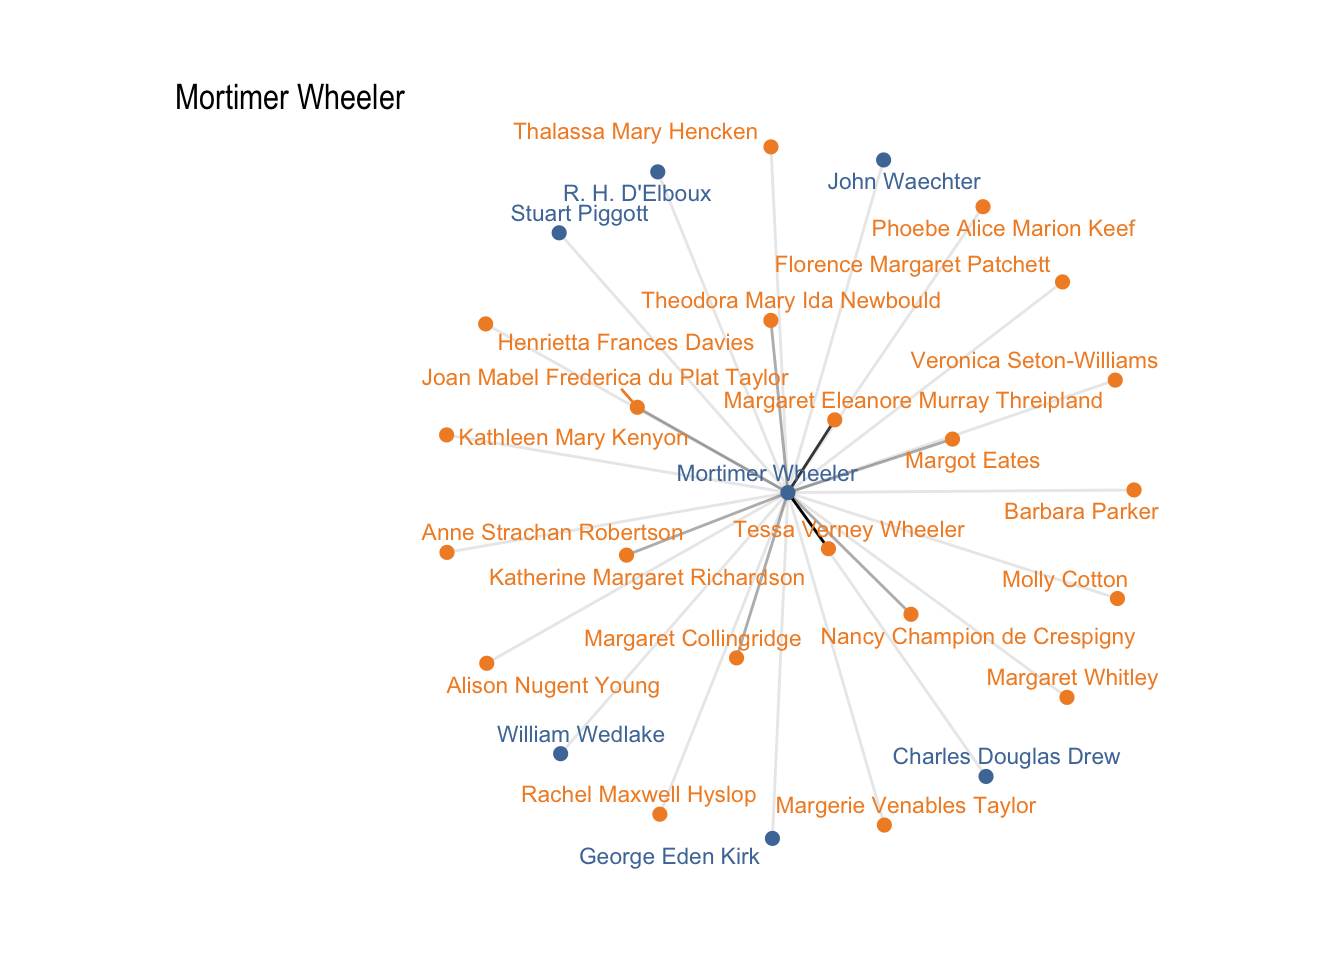 Mortimer Wheeler
Thalassa Mary Hencken
John Waechter
R. H. D'Elboux
Stuart Piggott
Phoebe Alice Marion Keef
Florence Margaret Patchett
Theodora Mary Ida Newbould
Henrietta Frances Davies
Veronica Seton-Williams
Joan Mabel Frederica du Plat Taylor
Margaret Eleanore Murray Threipland
Kathleen Mary Kenyon
Margot Eates
Mortimer Wheeler
Barbara Parker
Anne Strachan Robertson
Tessa Verney Wheeler
Katherine Margaret Richardson
Molly Cotton
Margaret Collingridge
Nancy Champion de Crespigny
Margaret Whitley
Alison Nugent Young
William Wedlake
Charles Douglas Drew
Rachel Maxwell Hyslop
Margerie Venables Taylor
George Eden Kirk